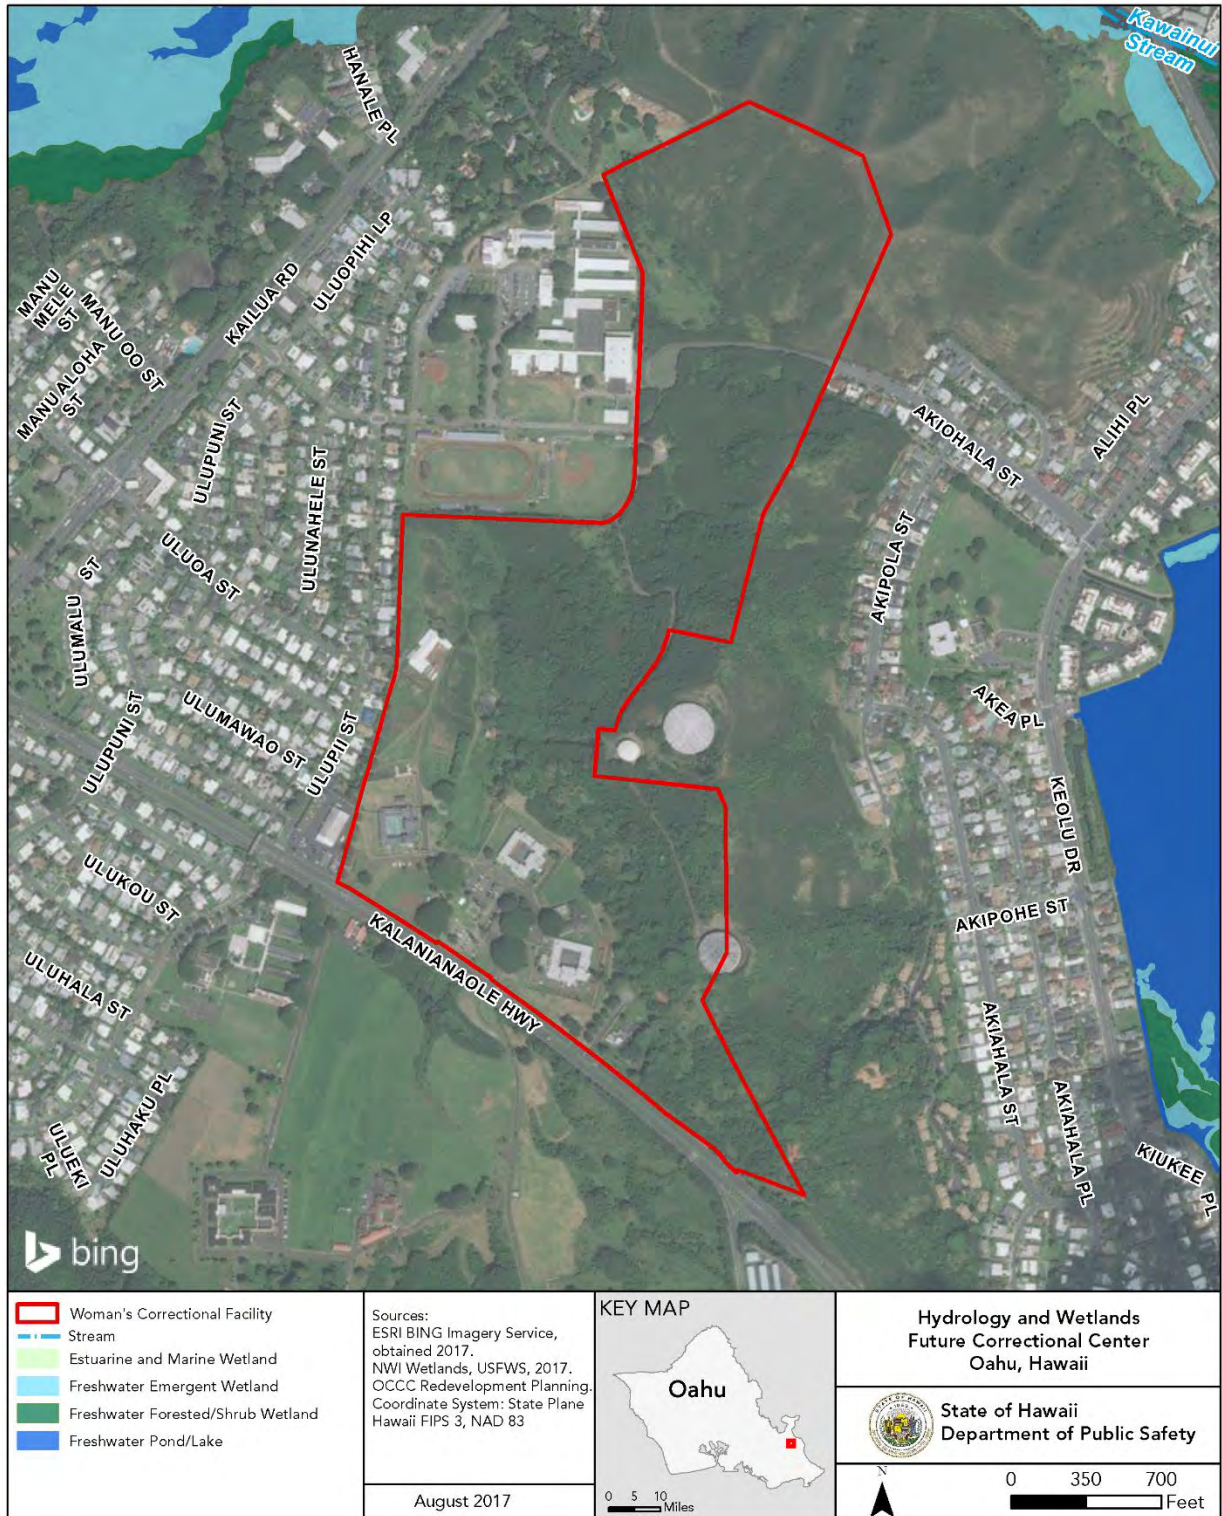 Kawainui
Stream
HANALE PL
ULUOPIHI LP
KAILUA RD
MANU
MELE
ST
MANU OO ST
MANUALOHA
ST
ULUPUNI ST
ULUNAHELE ST
ULUOA ST
ULUMALU ST
ULUPUNI ST
ULUMAWAO ST
ULUPII ST
ULUKOU ST
ULUHALA ST
ULUHAKU PL
ULUEKI
PL
KALANIANAOLE HWY
AKIOHALA ST
ALIHI PL
AKIPOLA ST
AKEA PL
KEOLU DR
AKIPOHE ST
AKIAHALA ST
AKIAHALA PL
KIUKEE PL
bing
Woman's Correctional Facility
Stream
Estuarine and Marine Wetland
Freshwater Emergent Wetland
Freshwater Forested/Shrub Wetland
Freshwater Pond/Lake
Sources:
ESRI BING Imagery Service,
obtained 2017.
NWI Wetlands, USFWS, 2017.
OCCC Redevelopment Planning.
Coordinate System: State Plane
Hawaii FIPS 3, NAD 83
August 2017
KEY MAP
Oahu
0 5 10
Miles
Hydrology and Wetlands
Future Correctional Center
Oahu, Hawaii
State of Hawaii
Department of Public Safety
N
0 350 700
Feet